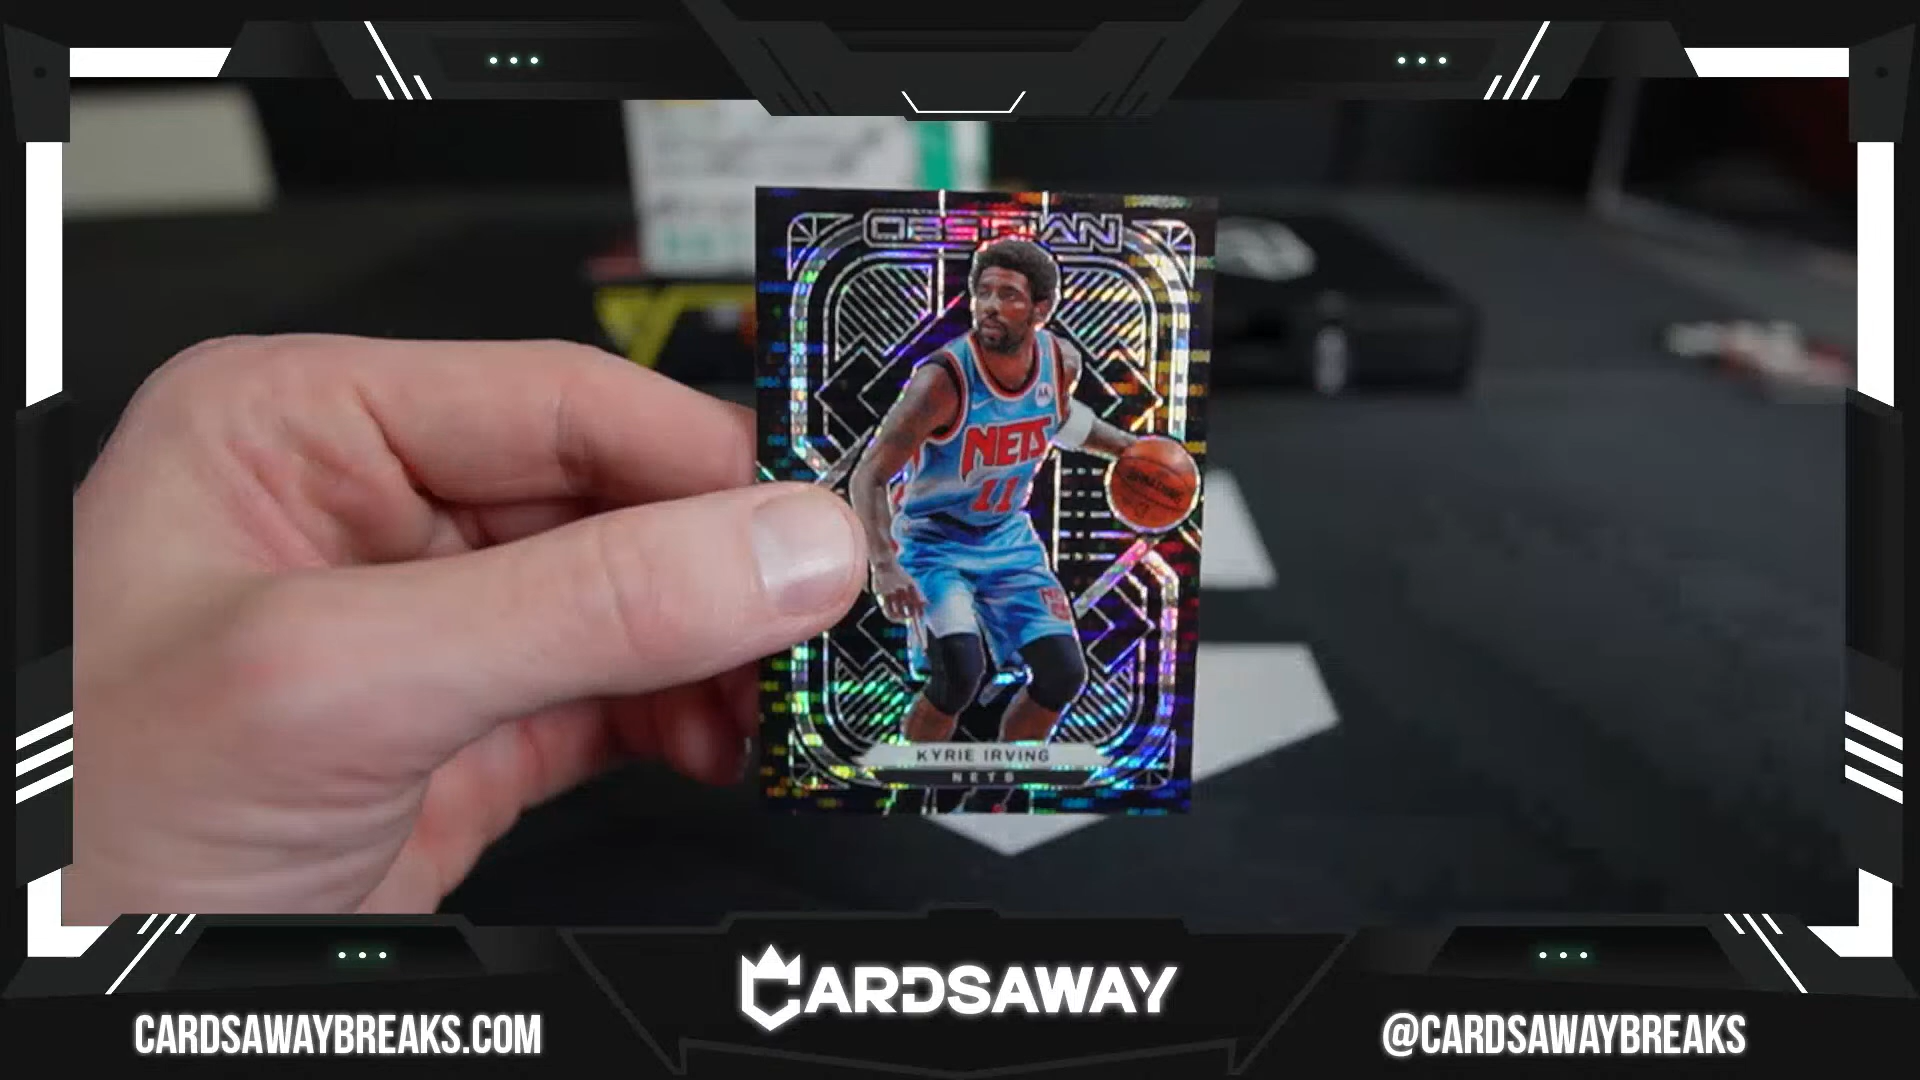 OBSIDIAN
NETS
11
KYRIE IRVING
NETS
CARDSAWAY
CARDSAWAYBREAKS.COM
@CARDSAWAYBREAKS